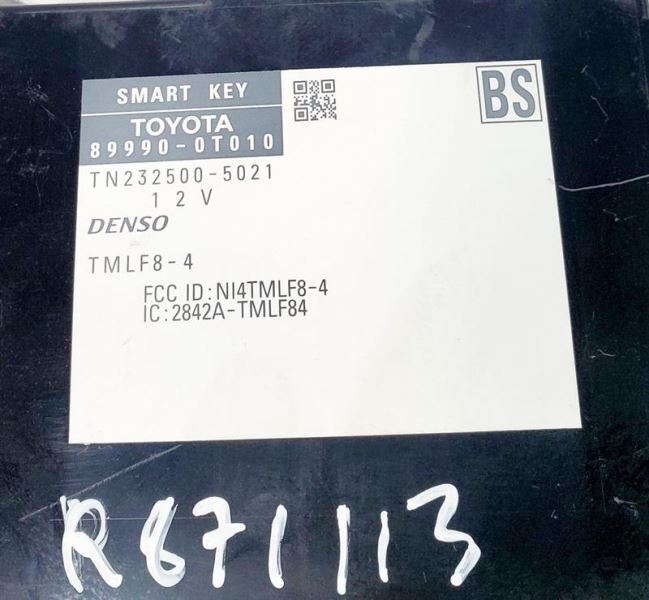 SMART KEY
TOYOTA
89990-0T010
BS
TN232500-5021
12V
DENSO
TMLF8-4
FCC ID:NI4TMLF8-4
IC:2842A-TMLF84
R871113